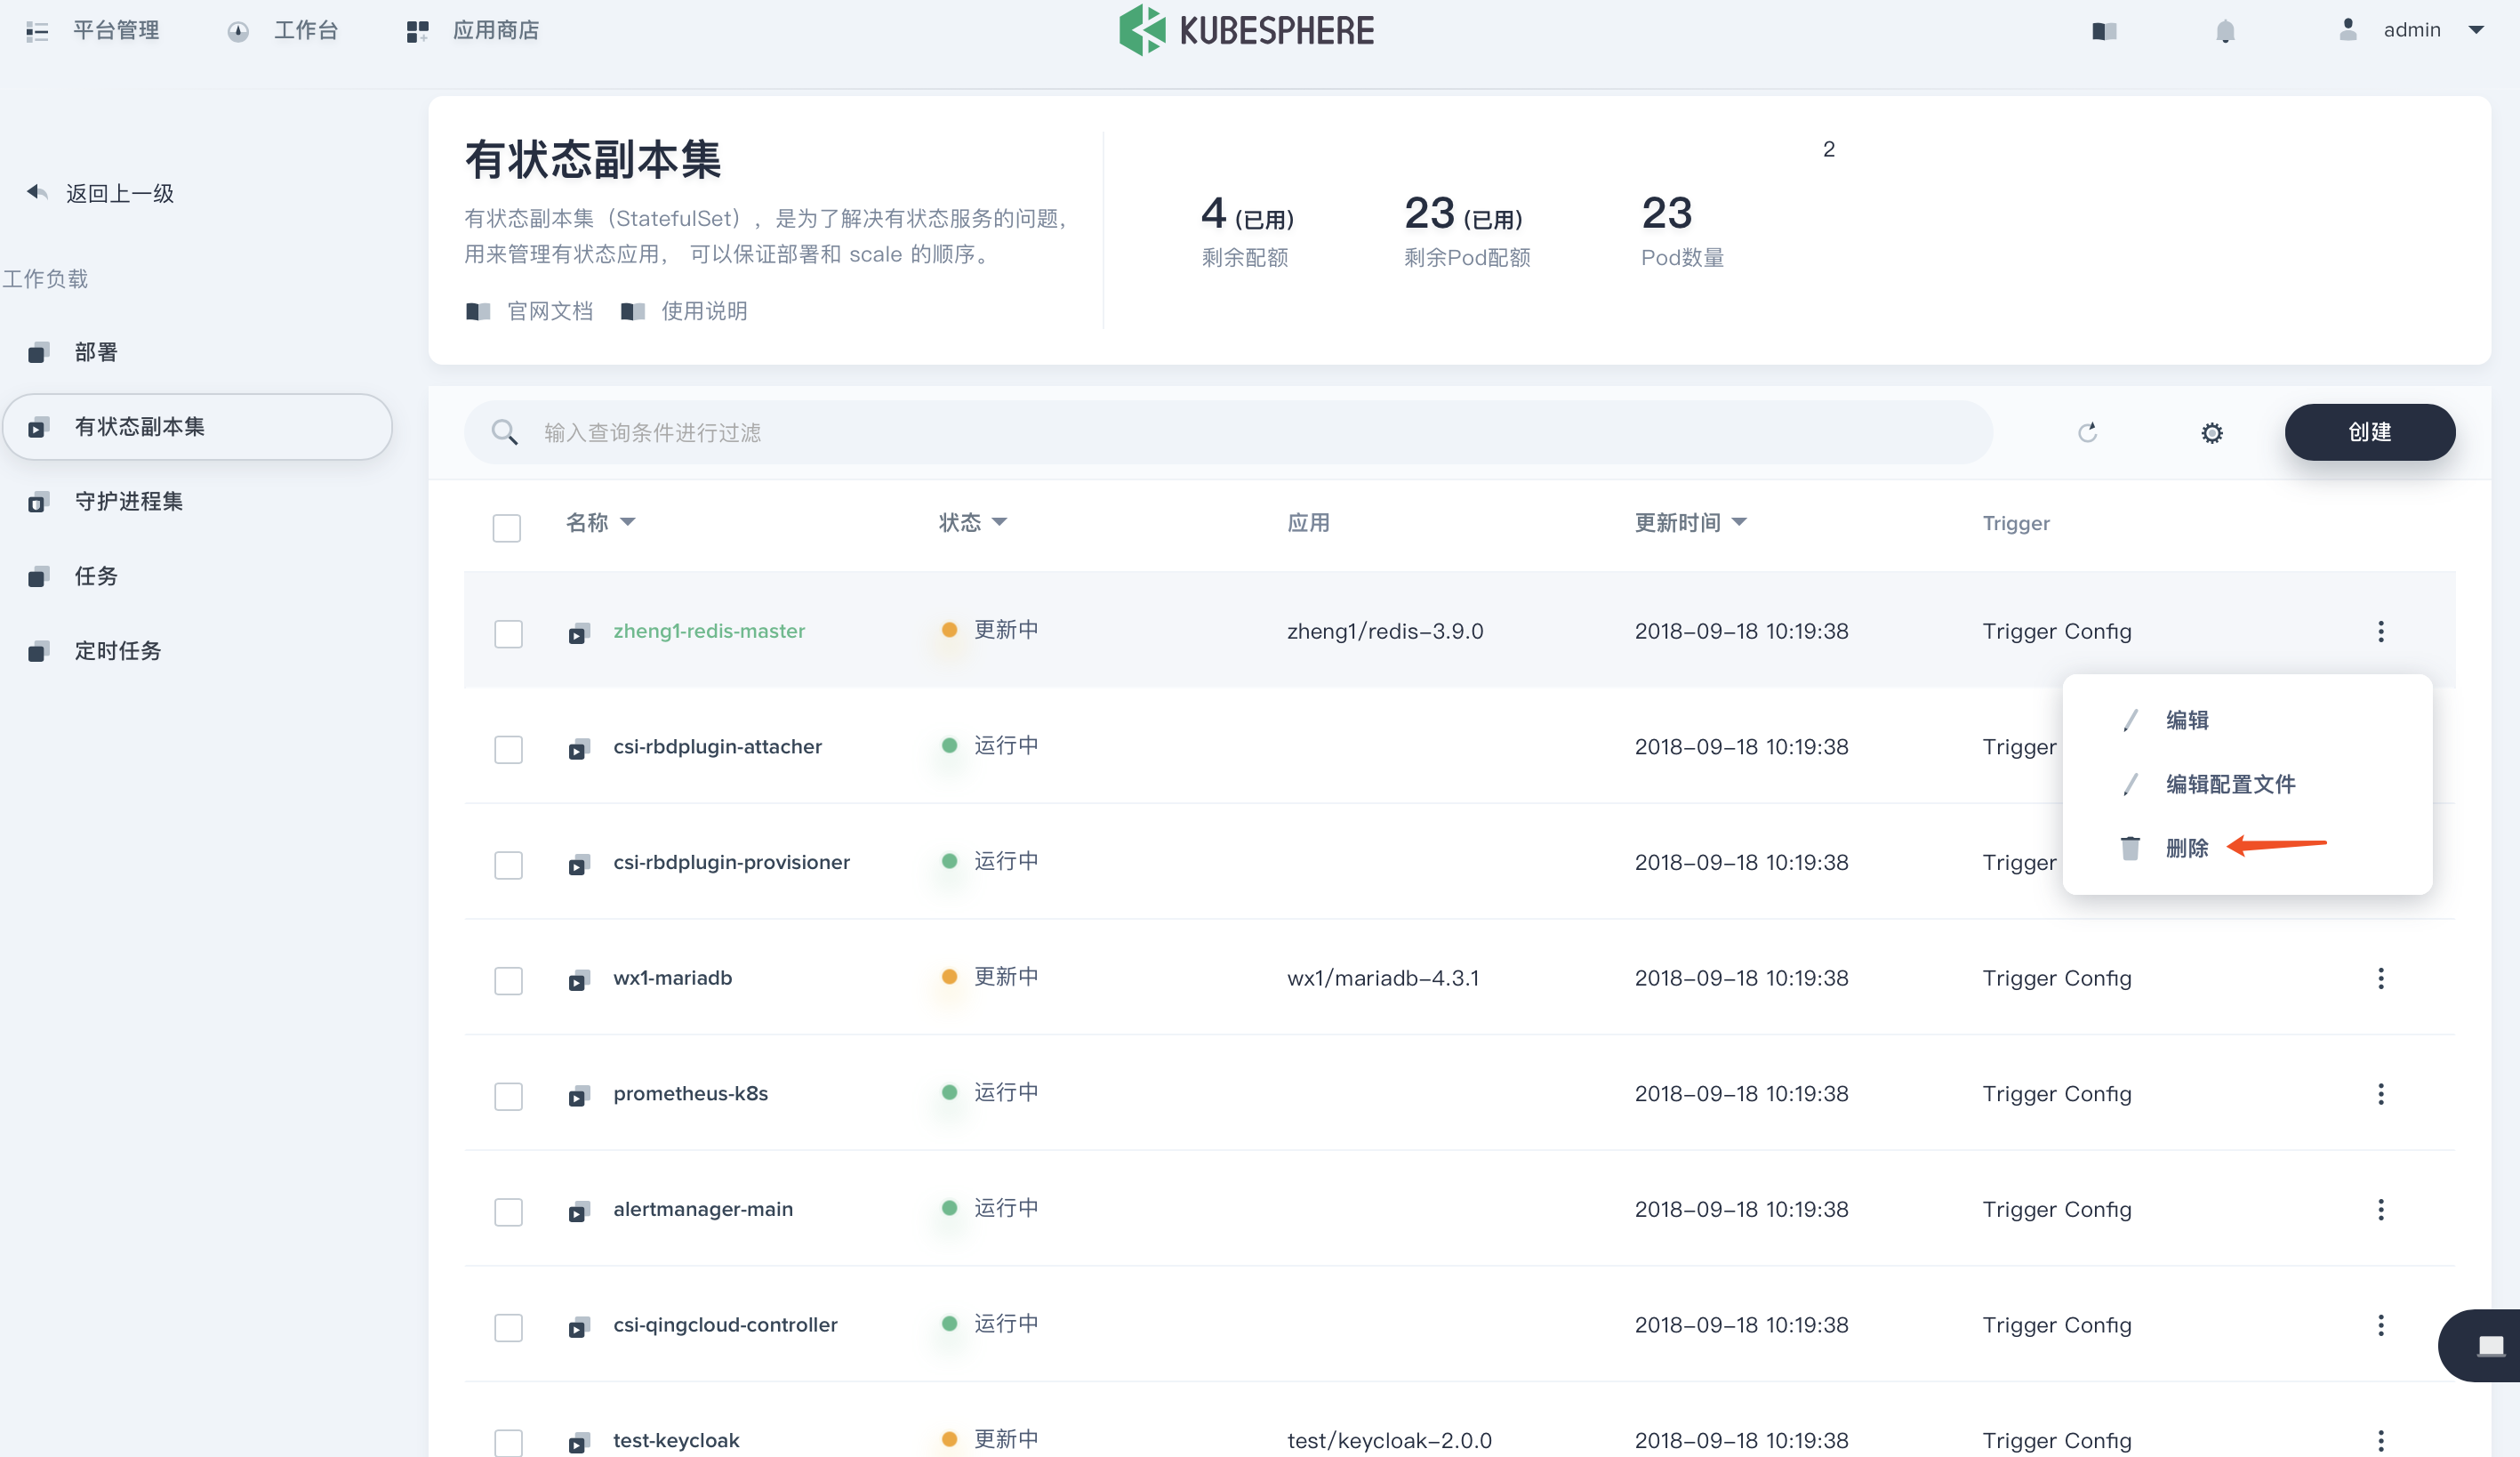 平台管理
工作台
应用商店
KUBESPHERE
admin
返回上一级
工作负载
部署
有状态副本集
守护进程集
任务
定时任务
有状态副本集
有状态副本集（StatefulSet），是为了解决有状态服务的问题，
用来管理有状态应用， 可以保证部署和 scale 的顺序。
官网文档 使用说明
4 (已用)
剩余配额
23 (已用)
剩余Pod配额
23
Pod数量
2
输入查询条件进行过滤
创建
名称 状态 应用 更新时间 Trigger
zheng1-redis-master 更新中 zheng1/redis-3.9.0 2018-09-18 10:19:38 Trigger Config
csi-rbdplugin-attacher 运行中 2018-09-18 10:19:38 Trigger
csi-rbdplugin-provisioner 运行中 2018-09-18 10:19:38 Trigger
编辑
编辑配置文件
删除
wx1-mariadb 更新中 wx1/mariadb-4.3.1 2018-09-18 10:19:38 Trigger Config
prometheus-k8s 运行中 2018-09-18 10:19:38 Trigger Config
alertmanager-main 运行中 2018-09-18 10:19:38 Trigger Config
csi-qingcloud-controller 运行中 2018-09-18 10:19:38 Trigger Config
test-keycloak 更新中 test/keycloak-2.0.0 2018-09-18 10:19:38 Trigger Config